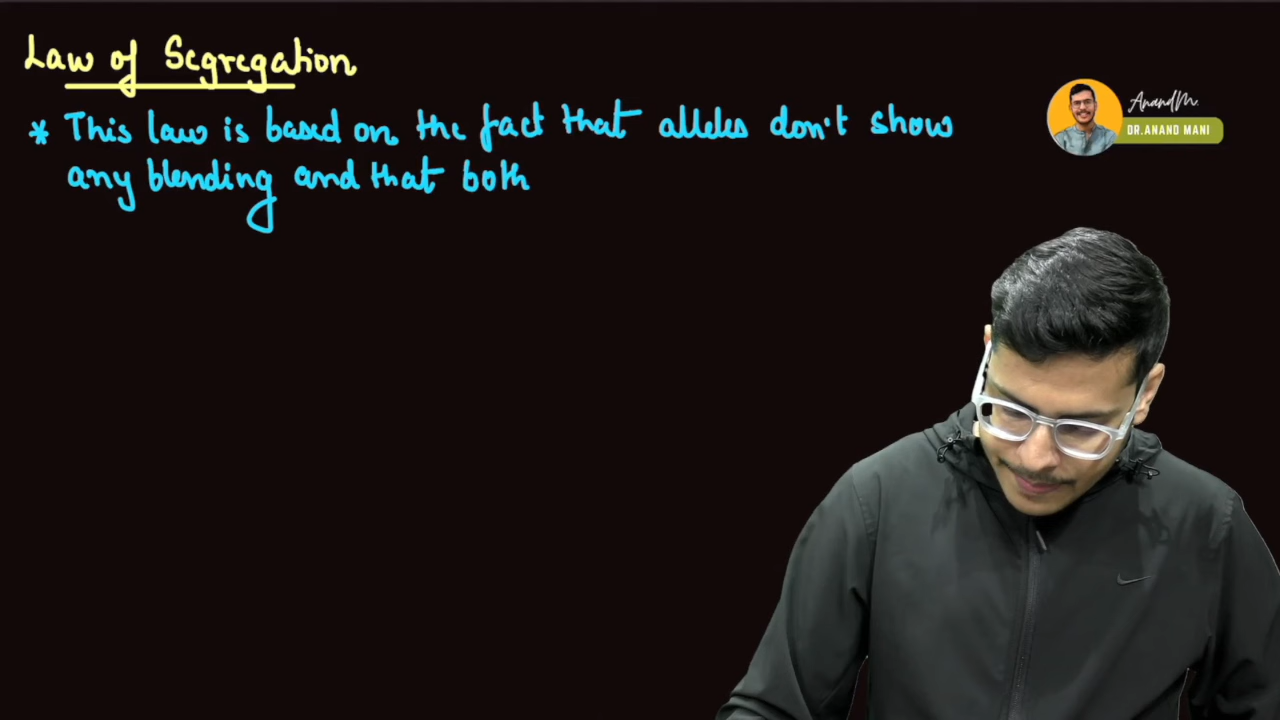 Law of Segregation
* This law is based on the fact that alleles don't show
any blending and that both
AnandM.
DR.ANAND MANI